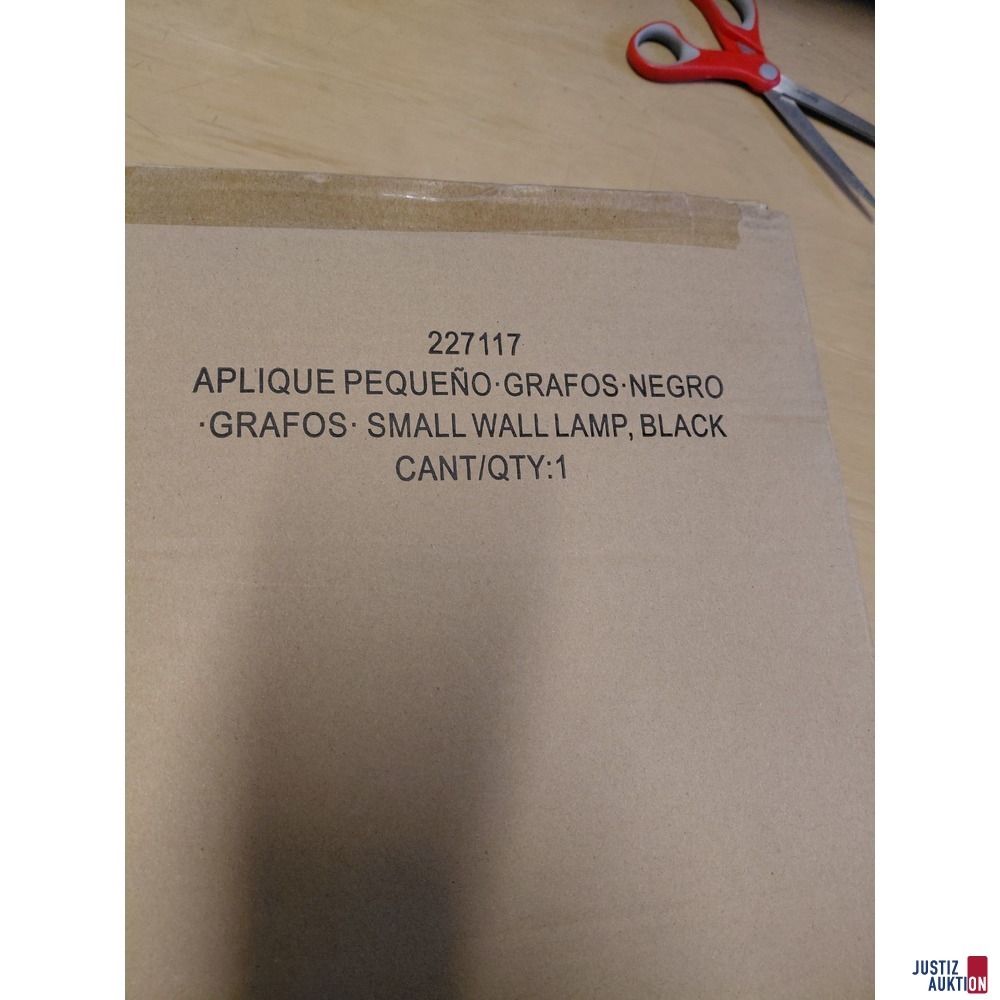 227117
APLIQUE PEQUEÑO·GRAFOS·NEGRO
·GRAFOS· SMALL WALL LAMP, BLACK
CANT/QTY:1
JUSTIZ
AUKTION